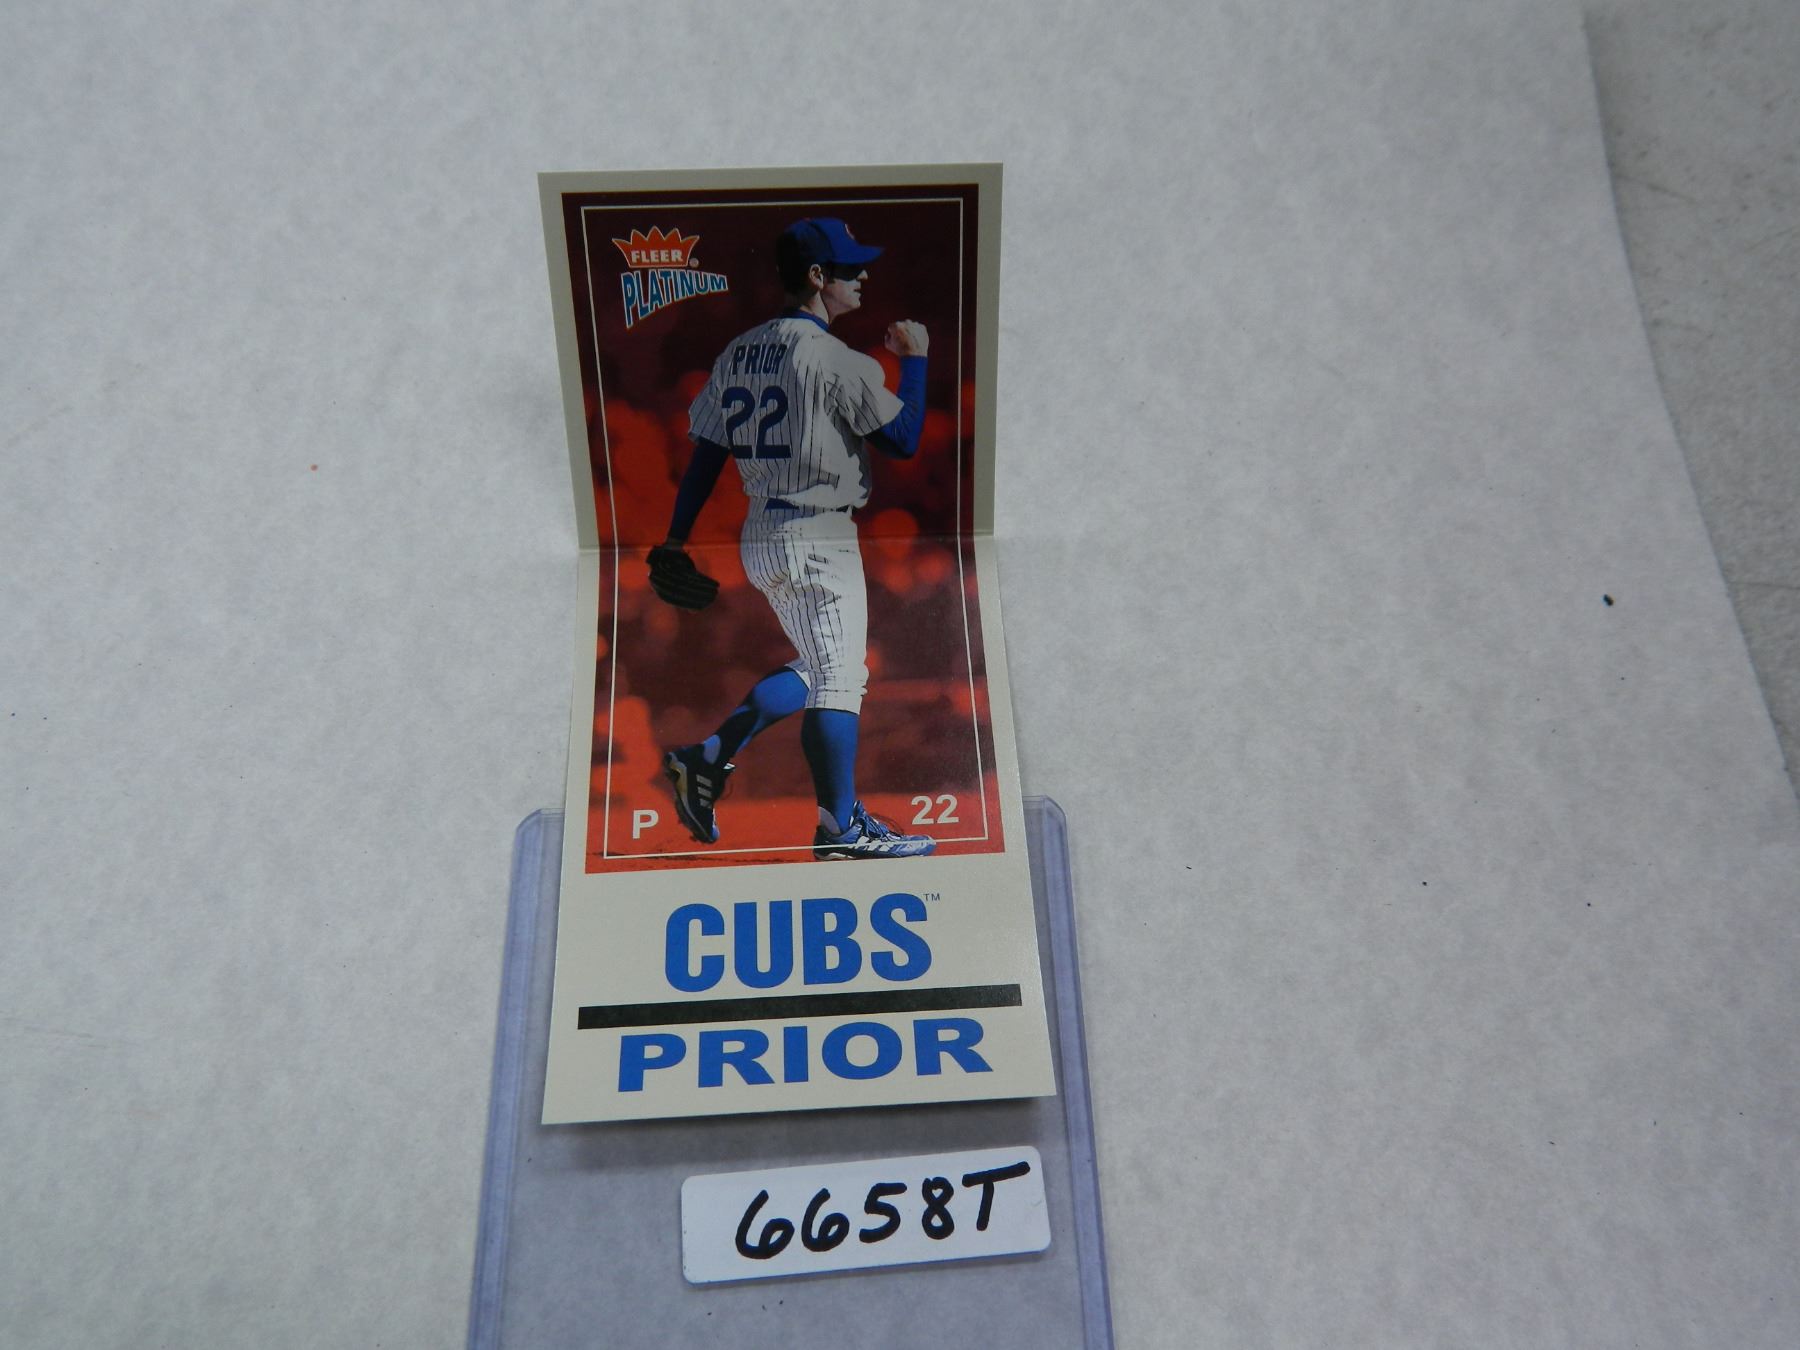 FLEER
PLATINUM
PRIOR
22
P 22
CUBS™
PRIOR
6658T